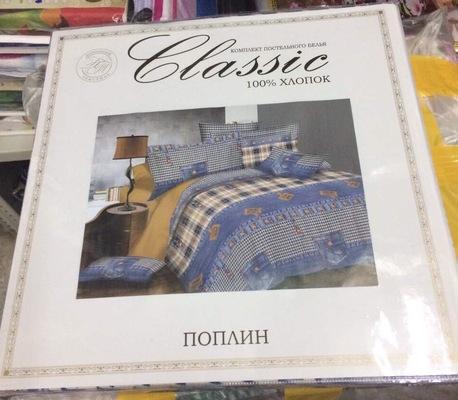 КОМПЛЕКТ ПОСТЕЛЬНОГО БЕЛЬЯ
Classic
100% ХЛОПОК
ПОПЛИН